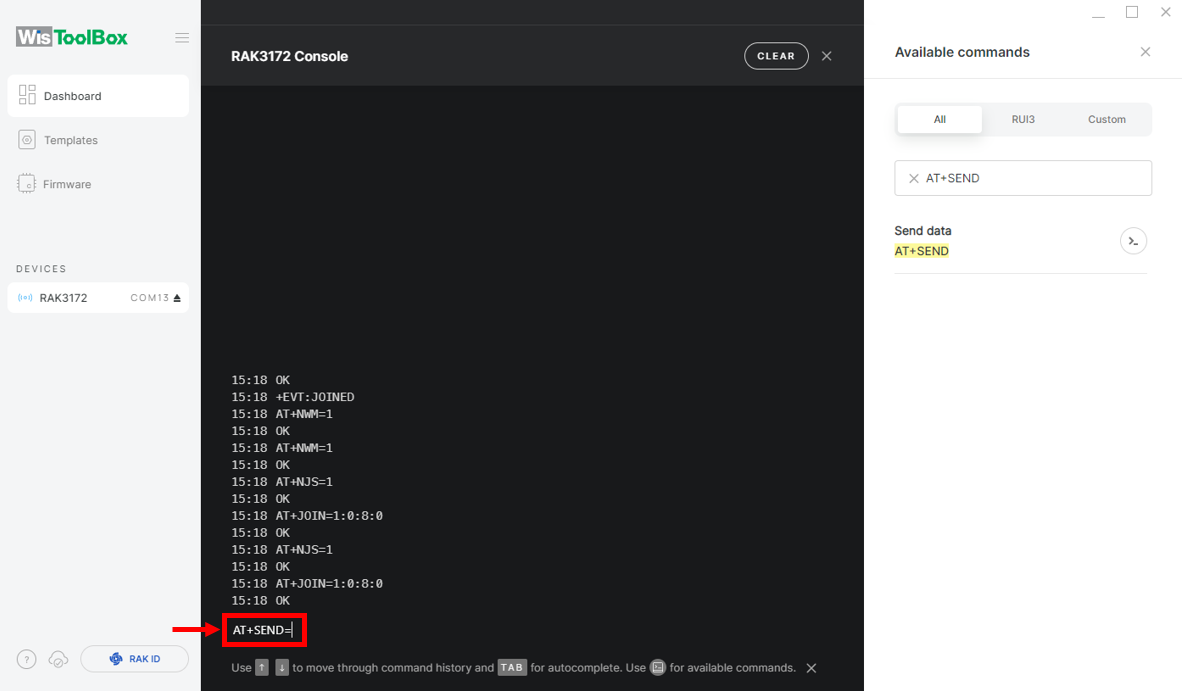 WisToolBox
Dashboard
Templates
Firmware
DEVICES
RAK3172 COM13
?
RAK ID
RAK3172 Console
CLEAR
15:18 OK
15:18 +EVT:JOINED
15:18 AT+NWM=1
15:18 OK
15:18 AT+NWM=1
15:18 OK
15:18 AT+NJS=1
15:18 OK
15:18 AT+JOIN=1:0:8:0
15:18 OK
15:18 AT+NJS=1
15:18 OK
15:18 AT+JOIN=1:0:8:0
15:18 OK
AT+SEND=
Use ↑ ↓ to move through command history and TAB for autocomplete. Use for available commands.
Available commands
All RUI3 Custom
AT+SEND
Send data
AT+SEND